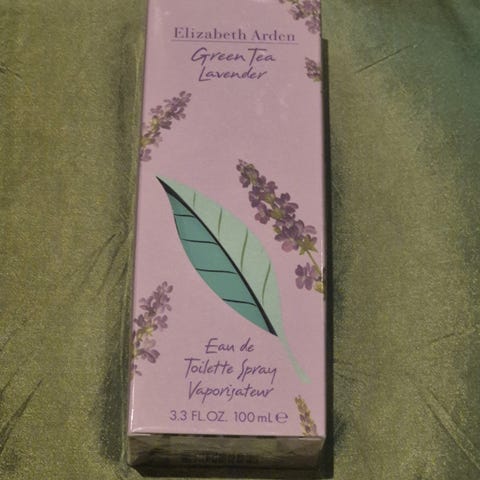 Elizabeth Arden
Green Tea
Lavender
Eau de
Toilette Spray
Vaporisateur
3.3 FL.OZ. 100 mL ℮